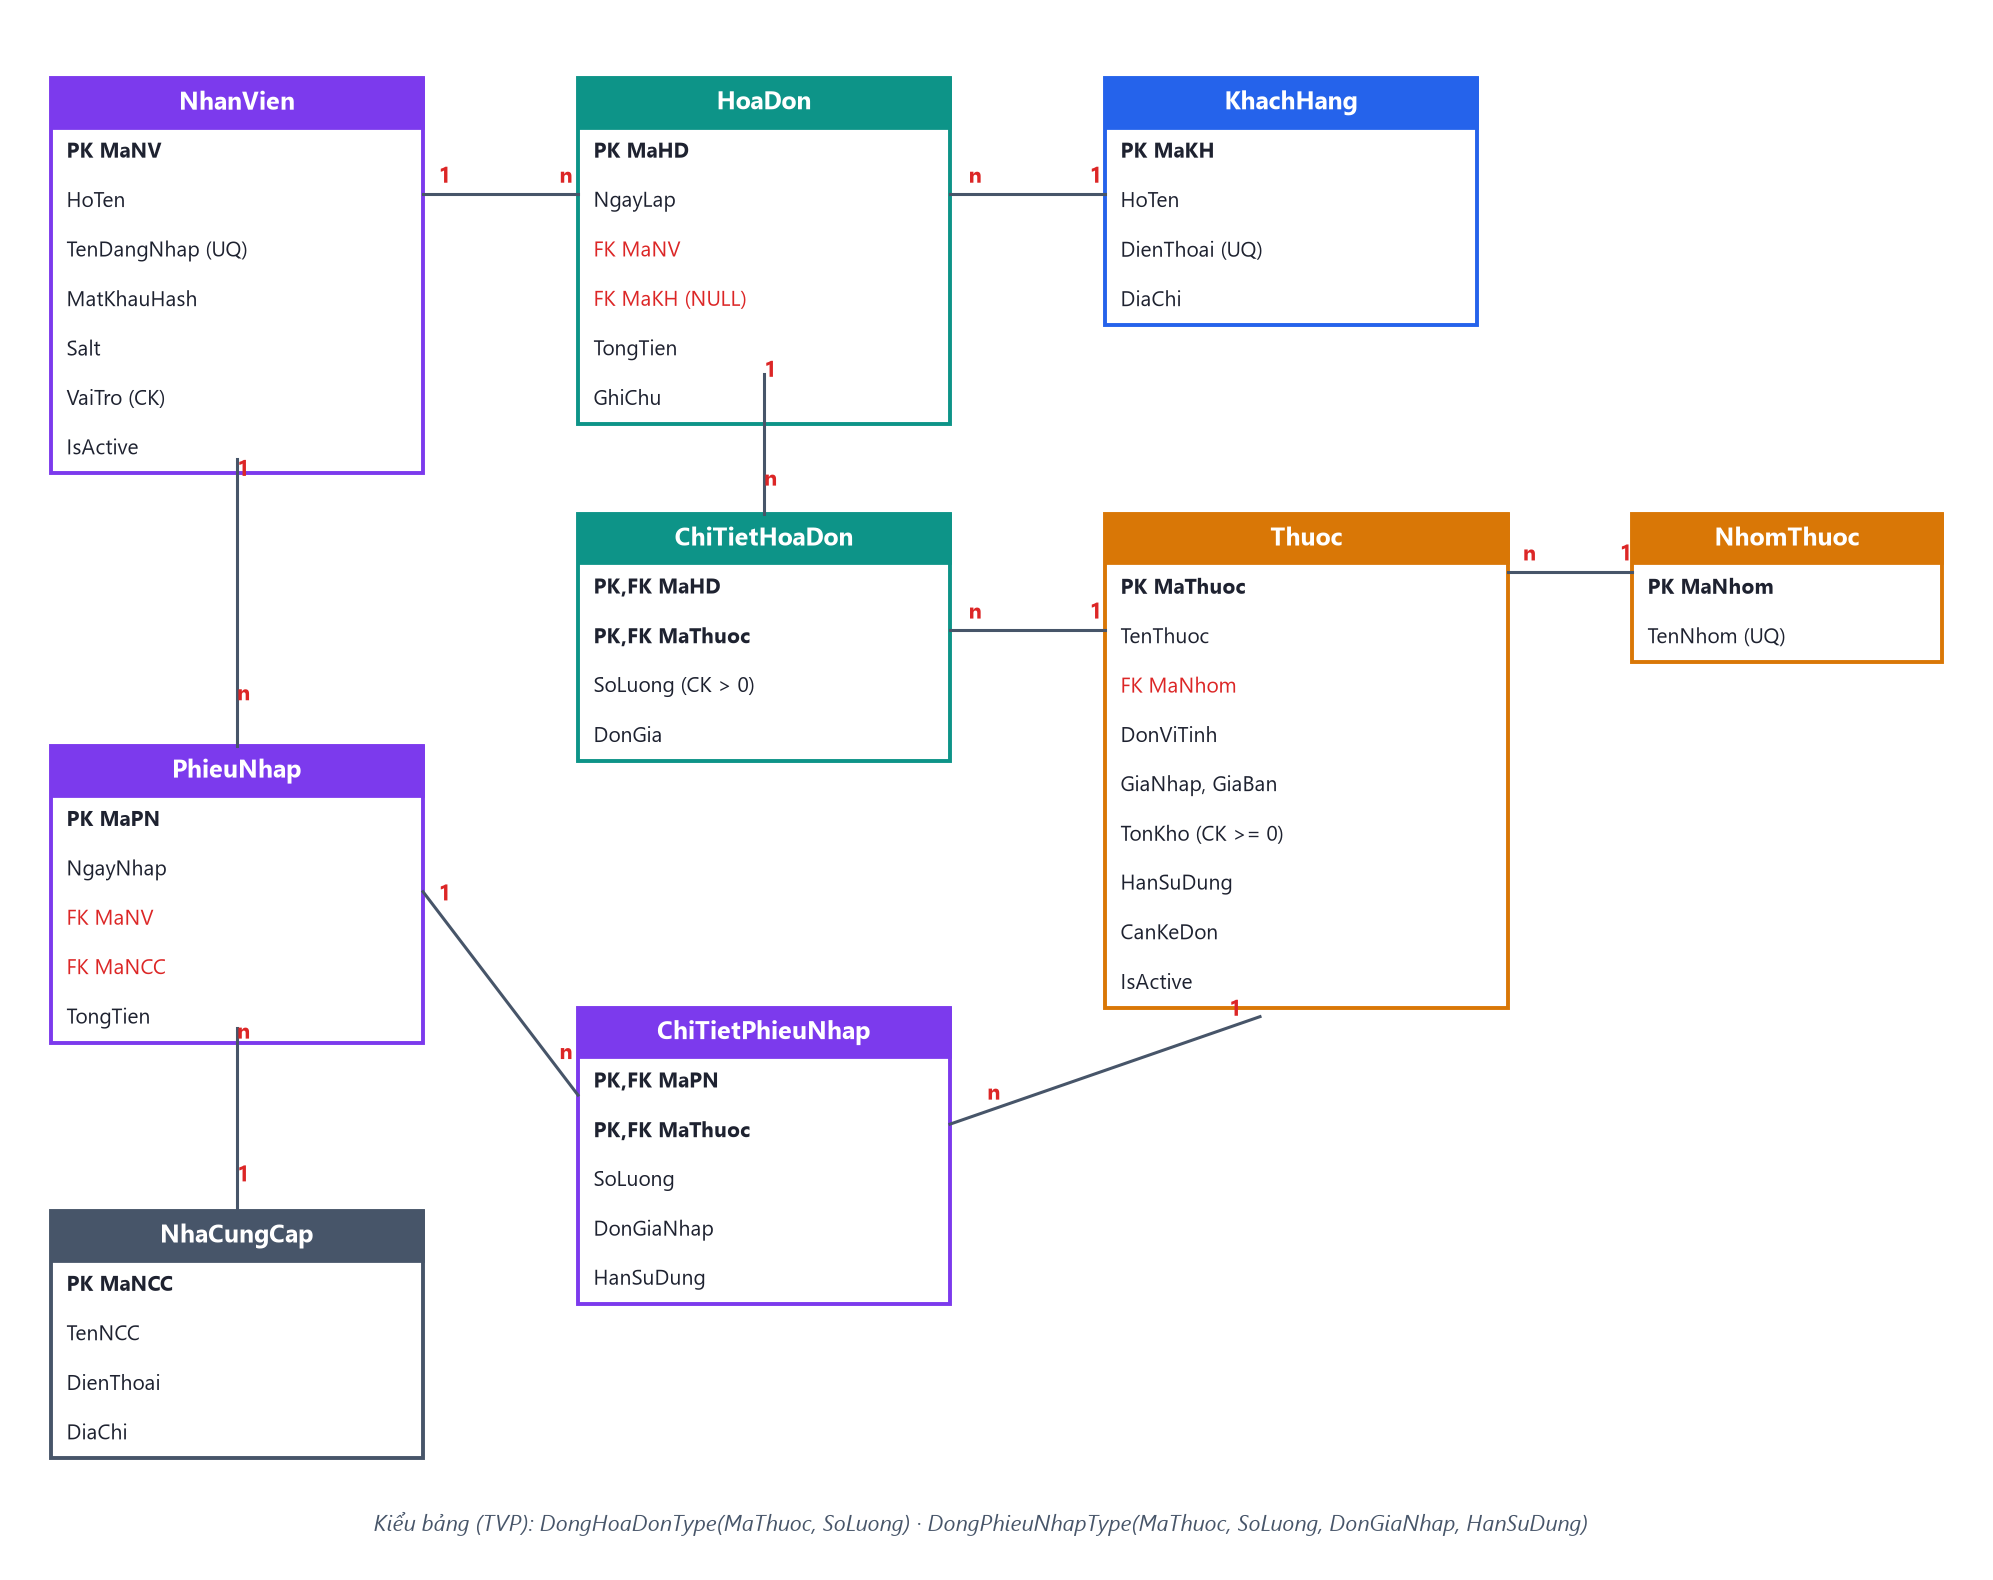 NhanVien
PK MaNV
HoTen
TenDangNhap (UQ)
MatKhauHash
Salt
VaiTro (CK)
IsActive
1
n
HoaDon
PK MaHD
NgayLap
FK MaNV
FK MaKH (NULL)
TongTien
GhiChu
n
1
KhachHang
PK MaKH
HoTen
DienThoai (UQ)
DiaChi
1
n
1
n
ChiTietHoaDon
PK,FK MaHD
PK,FK MaThuoc
SoLuong (CK > 0)
DonGia
n
1
Thuoc
PK MaThuoc
TenThuoc
FK MaNhom
DonViTinh
GiaNhap, GiaBan
TonKho (CK >= 0)
HanSuDung
CanKeDon
IsActive
n
1
NhomThuoc
PK MaNhom
TenNhom (UQ)
PhieuNhap
PK MaPN
NgayNhap
FK MaNV
FK MaNCC
TongTien
1
n
ChiTietPhieuNhap
PK,FK MaPN
PK,FK MaThuoc
SoLuong
DonGiaNhap
HanSuDung
1
n
n
1
NhaCungCap
PK MaNCC
TenNCC
DienThoai
DiaChi
Kiểu bảng (TVP): DongHoaDonType(MaThuoc, SoLuong) · DongPhieuNhapType(MaThuoc, SoLuong, DonGiaNhap, HanSuDung)